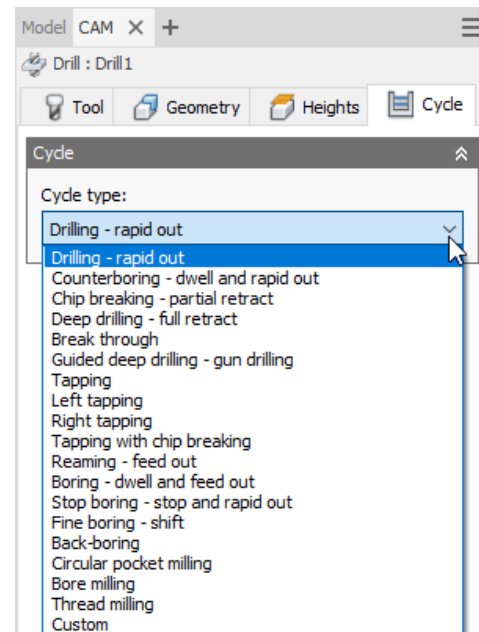 Model CAM
Drill : Drill1
Tool Geometry Heights Cycle
Cycle
Cycle type:
Drilling - rapid out
Drilling - rapid out
Counterboring - dwell and rapid out
Chip breaking - partial retract
Deep drilling - full retract
Break through
Guided deep drilling - gun drilling
Tapping
Left tapping
Right tapping
Tapping with chip breaking
Reaming - feed out
Boring - dwell and feed out
Stop boring - stop and rapid out
Fine boring - shift
Back-boring
Circular pocket milling
Bore milling
Thread milling
Custom